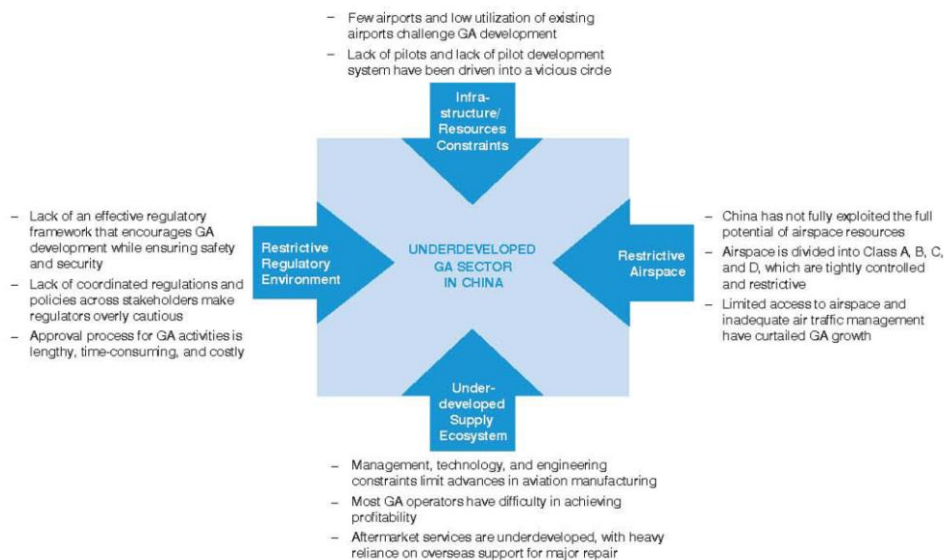 – Few airports and low utilization of existing
airports challenge GA development
– Lack of pilots and lack of pilot development
system have been driven into a vicious circle
Infra-
structure/
Resources
Constraints
– Lack of an effective regulatory
framework that encourages GA
development while ensuring safety
and security
– Lack of coordinated regulations and
policies across stakeholders make
regulators overly cautious
– Approval process for GA activities is
lengthy, time-consuming, and costly
Restrictive
Regulatory
Environment
UNDERDEVELOPED
GA SECTOR
IN CHINA
Restrictive
Airspace
– China has not fully exploited the full
potential of airspace resources
– Airspace is divided into Class A, B, C,
and D, which are tightly controlled
and restrictive
– Limited access to airspace and
inadequate air traffic management
have curtailed GA growth
Under-
developed
Supply
Ecosystem
– Management, technology, and engineering
constraints limit advances in aviation manufacturing
– Most GA operators have difficulty in achieving
profitability
– Aftermarket services are underdeveloped, with heavy
reliance on overseas support for major repair